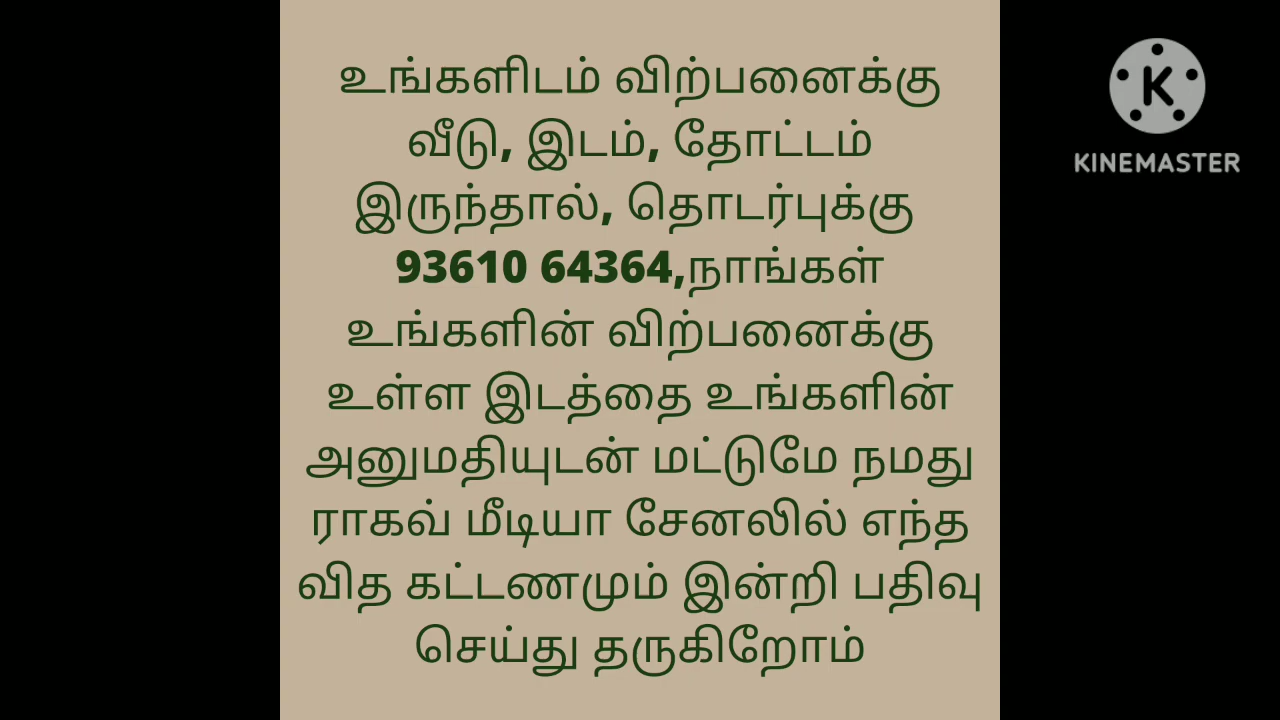 உங்களிடம் விற்பனைக்கு
வீடு, இடம், தோட்டம்
இருந்தால், தொடர்புக்கு
93610 64364,நாங்கள்
உங்களின் விற்பனைக்கு
உள்ள இடத்தை உங்களின்
அனுமதியுடன் மட்டுமே நமது
ராகவ் மீடியா சேனலில் எந்த
வித கட்டணமும் இன்றி பதிவு
செய்து தருகிறோம்
K
KINEMASTER